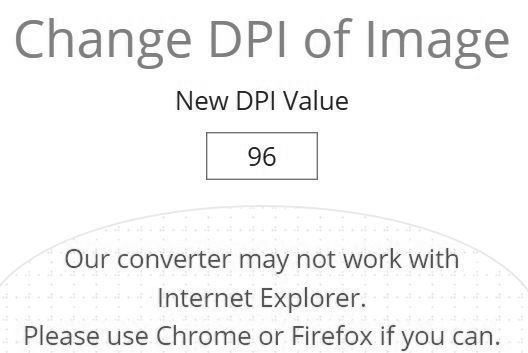 Change DPI of Image
New DPI Value
96
Our converter may not work with
Internet Explorer.
Please use Chrome or Firefox if you can.